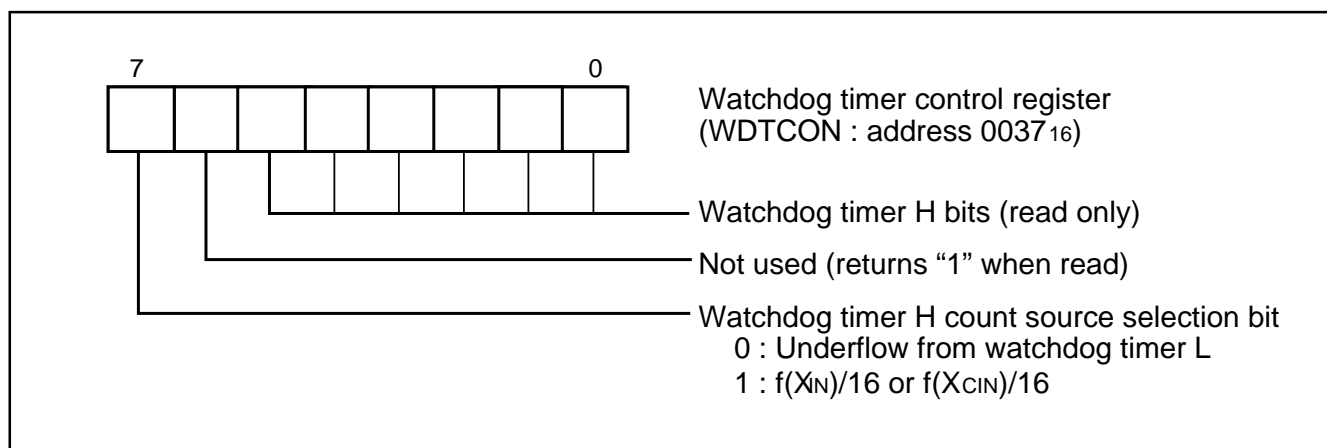 7 0
Watchdog timer control register
(WDTCON : address 003716)
Watchdog timer H bits (read only)
Not used (returns “1” when read)
Watchdog timer H count source selection bit
0 : Underflow from watchdog timer L
1 : f(XIN)/16 or f(XCIN)/16